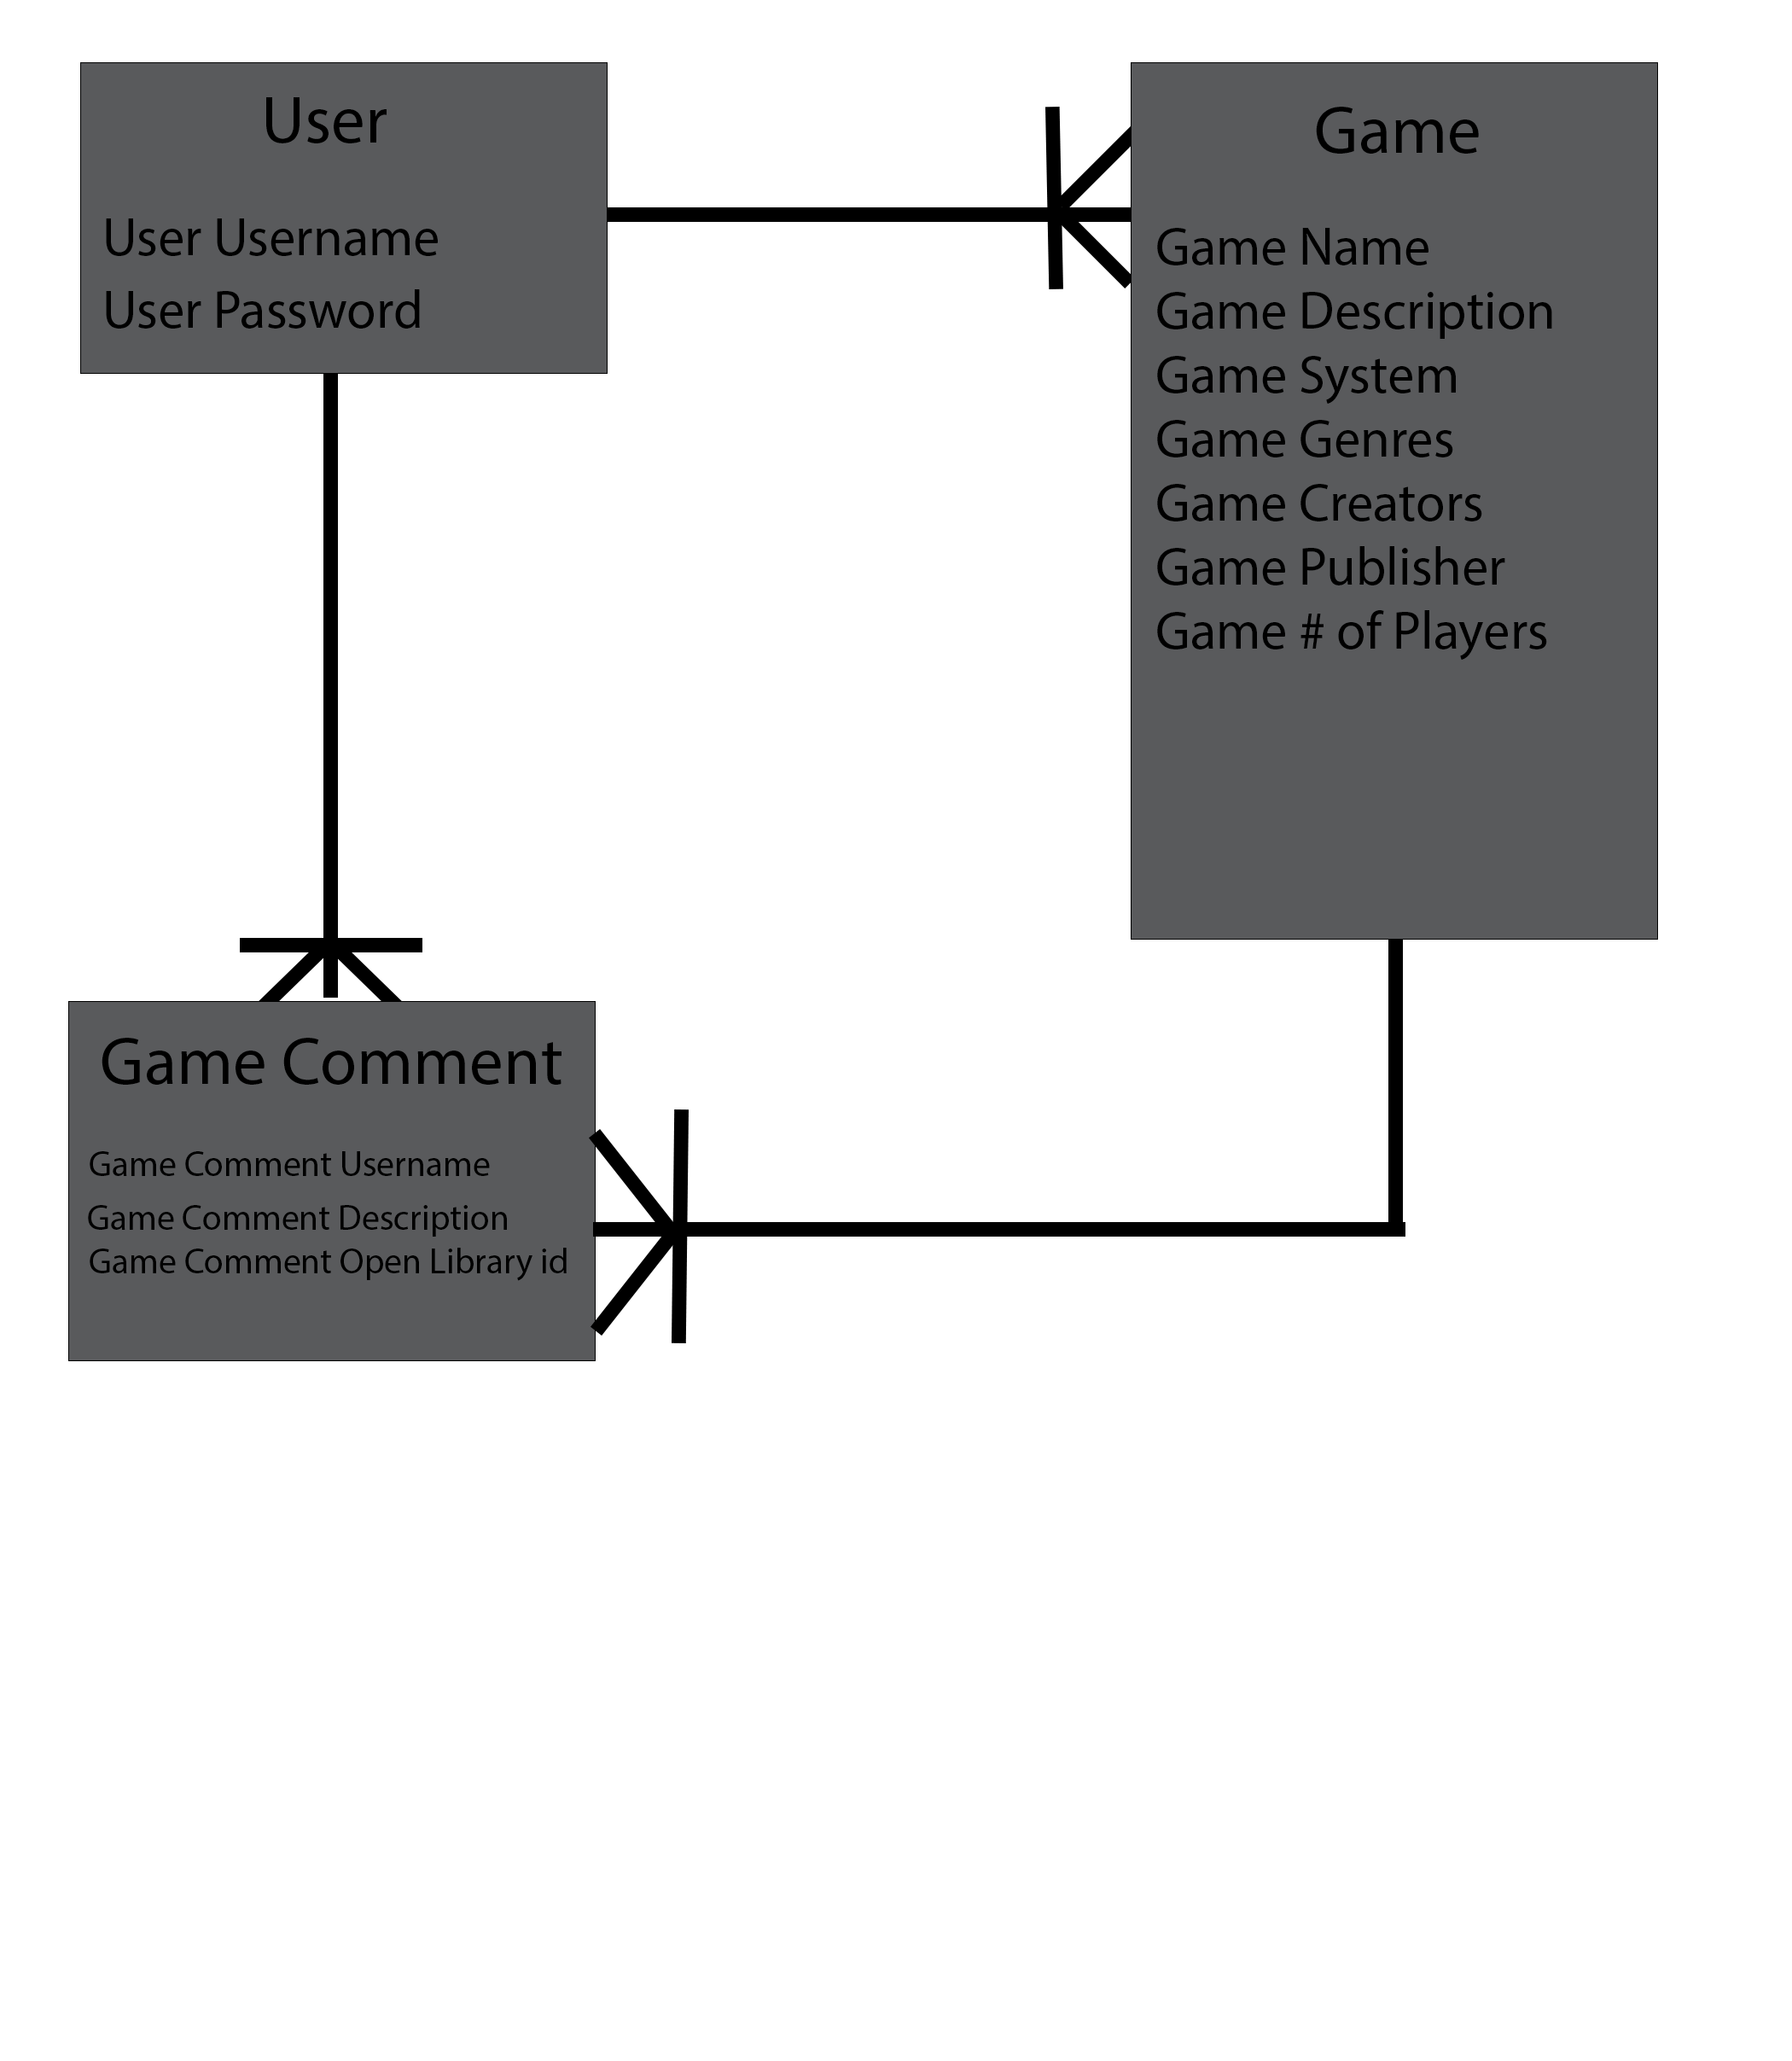 User
User Username
User Password
Game
Game Name
Game Description
Game System
Game Genres
Game Creators
Game Publisher
Game # of Players
Game Comment
Game Comment Username
Game Comment Description
Game Comment Open Library id